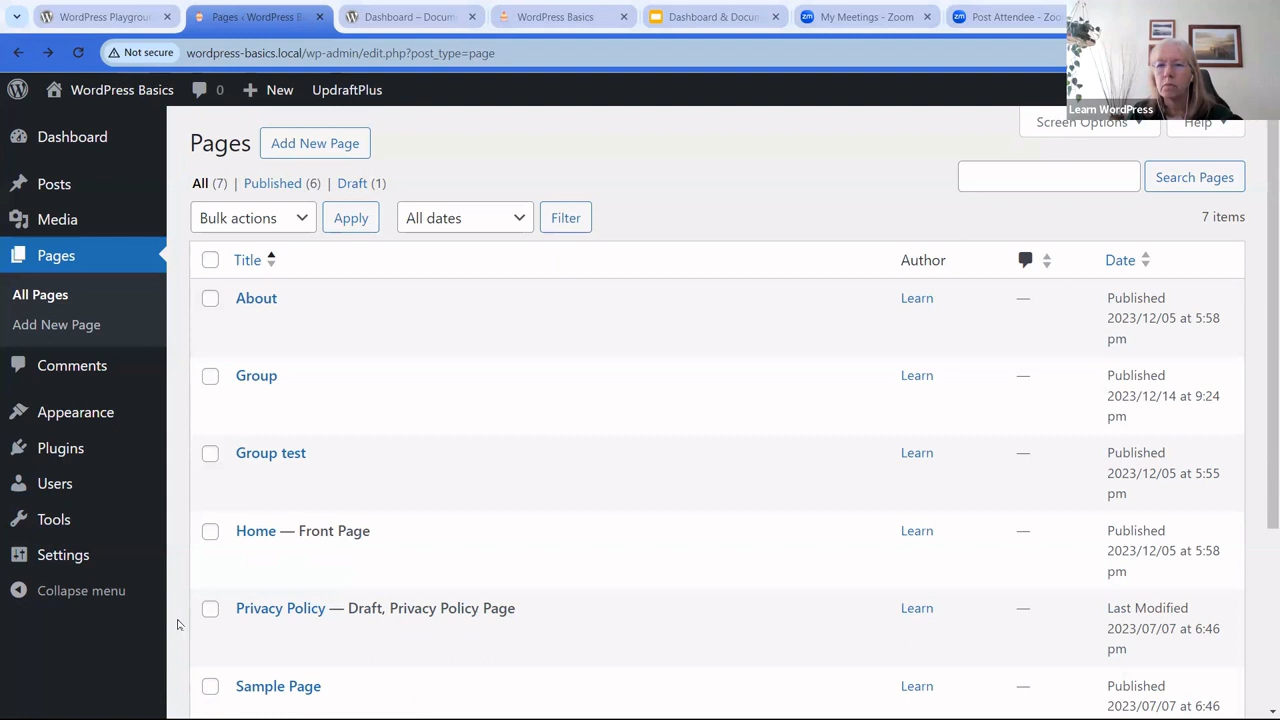 WordPress Playgroun
Pages ‹ WordPress B
Dashboard – Docum
WordPress Basics
Dashboard & Docu
My Meetings - Zoom
Post Attendee - Zoo
Not secure
wordpress-basics.local/wp-admin/edit.php?post_type=page
WordPress Basics
0
New
UpdraftPlus
Learn WordPress
Screen Options
Help
Dashboard
Posts
Media
Pages
All Pages
Add New Page
Comments
Appearance
Plugins
Users
Tools
Settings
Collapse menu
Pages
Add New Page
All (7) | Published (6) | Draft (1)
Search Pages
Bulk actions
Apply
All dates
Filter
7 items
Title
Author
Date
About
Learn
—
Published
2023/12/05 at 5:58
pm
Group
Learn
—
Published
2023/12/14 at 9:24
pm
Group test
Learn
—
Published
2023/12/05 at 5:55
pm
Home — Front Page
Learn
—
Published
2023/12/05 at 5:58
pm
Privacy Policy — Draft, Privacy Policy Page
Learn
—
Last Modified
2023/07/07 at 6:46
pm
Sample Page
Learn
—
Published
2023/07/07 at 6:46